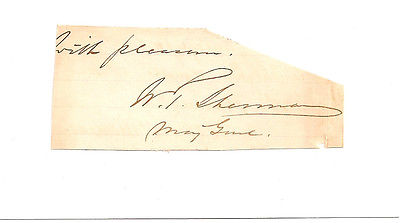 With pleasure.
W. T. Sherman
Maj Genl.